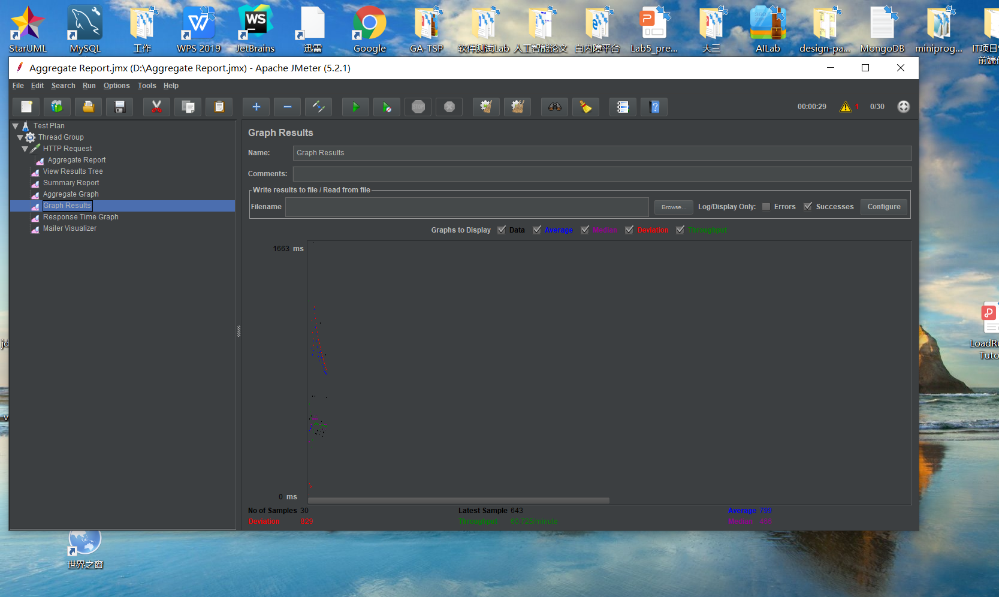 StarUML MySQL 工作 WPS 2019 JetBrains 迅雷 Google GA-TSP 软件测试Lab 人工智能论文 白内障平台 Lab5_pre... 大三 AILab design-pa... MongoDB miniprog... IT项目
前端
Aggregate Report.jmx (D:\Aggregate Report.jmx) - Apache JMeter (5.2.1)
File Edit Search Run Options Tools Help
STOP
00:00:29 1 0/30
Test Plan
Thread Group
HTTP Request
Aggregate Report
View Results Tree
Summary Report
Aggregate Graph
Graph Results
Response Time Graph
Mailer Visualizer
Graph Results
Name: Graph Results
Comments:
Write results to file / Read from file
Filename Browse... Log/Display Only: Errors Successes Configure
Graphs to Display Data Average Median Deviation Throughput
1663 ms
0 ms
No of Samples 30 Latest Sample 643 Average 799
Deviation 829 Throughput 60.725/minute Median
jd
v
LoadRu
Tuto
世界之窗